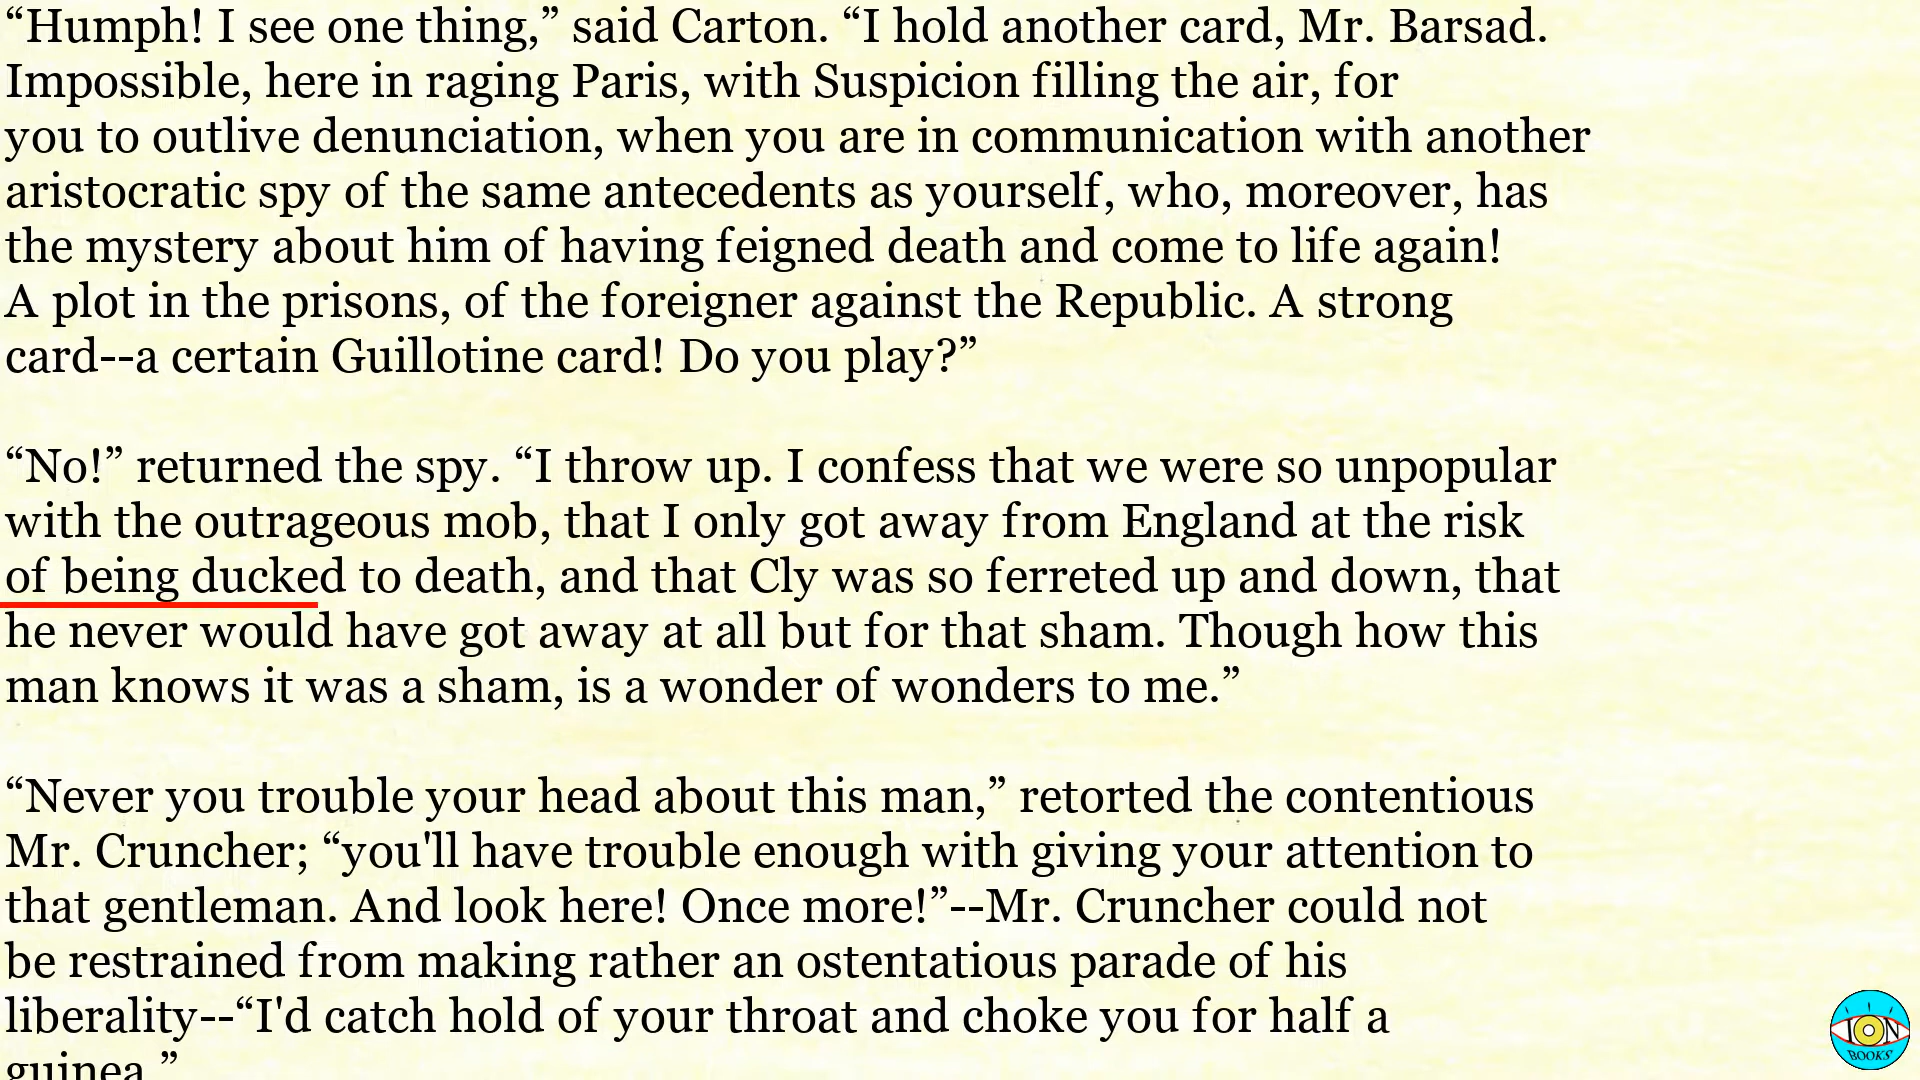 “Humph! I see one thing,” said Carton. “I hold another card, Mr. Barsad.
Impossible, here in raging Paris, with Suspicion filling the air, for
you to outlive denunciation, when you are in communication with another
aristocratic spy of the same antecedents as yourself, who, moreover, has
the mystery about him of having feigned death and come to life again!
A plot in the prisons, of the foreigner against the Republic. A strong
card--a certain Guillotine card! Do you play?”
“No!” returned the spy. “I throw up. I confess that we were so unpopular
with the outrageous mob, that I only got away from England at the risk
of being ducked to death, and that Cly was so ferreted up and down, that
he never would have got away at all but for that sham. Though how this
man knows it was a sham, is a wonder of wonders to me.”
“Never you trouble your head about this man,” retorted the contentious
Mr. Cruncher; “you'll have trouble enough with giving your attention to
that gentleman. And look here! Once more!”--Mr. Cruncher could not
be restrained from making rather an ostentatious parade of his
liberality--“I'd catch hold of your throat and choke you for half a
guinea.”
ION
BOOKS